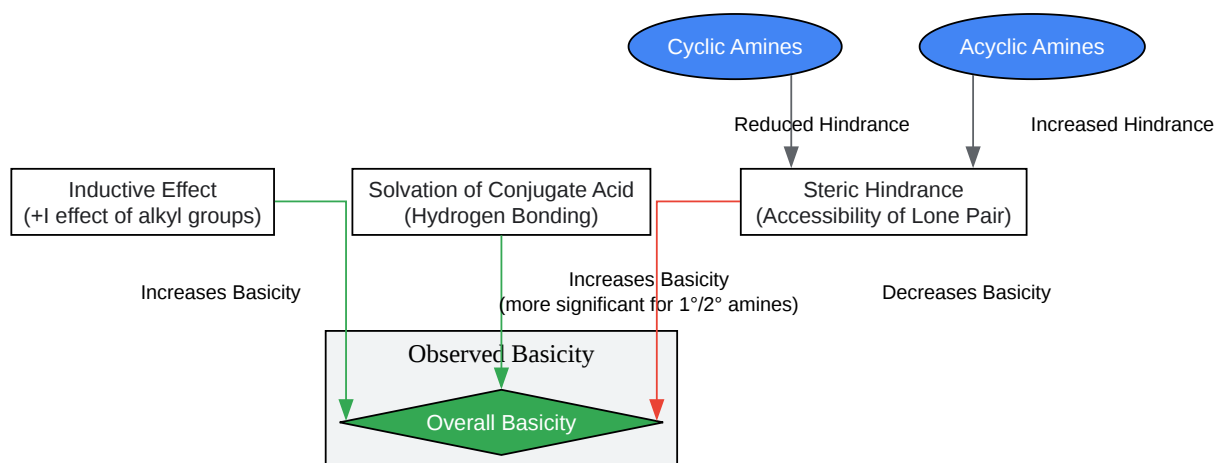 Cyclic Amines
Acyclic Amines
Reduced Hindrance
Increased Hindrance
Inductive Effect
(+I effect of alkyl groups)
Solvation of Conjugate Acid
(Hydrogen Bonding)
Steric Hindrance
(Accessibility of Lone Pair)
Increases Basicity
Increases Basicity
(more significant for 1°/2° amines)
Decreases Basicity
Observed Basicity
Overall Basicity